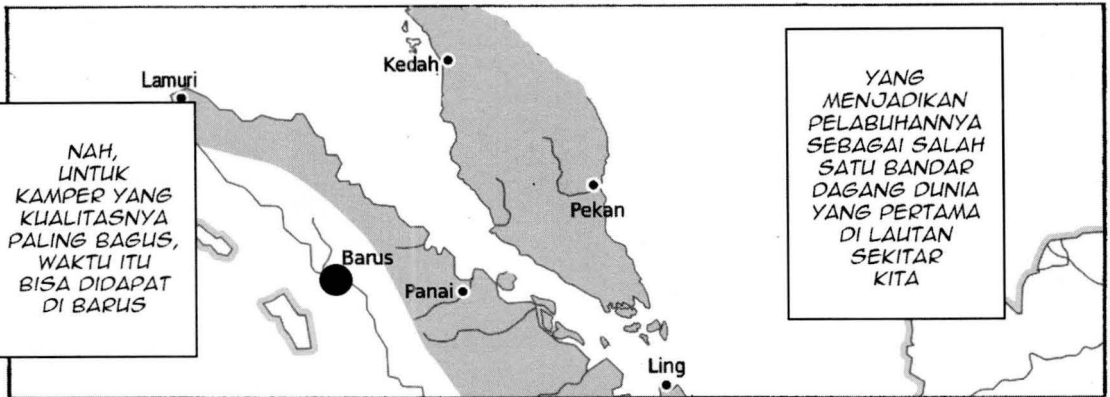 NAH,
UNTUK
KAMPER YANG
KUALITASNYA
PALING BAGUS,
WAKTU ITU
BISA DIDAPAT
DI BARUS
YANG
MENJADIKAN
PELABUHANNYA
SEBAGAI SALAH
SATU BANDAR
DAGANG DUNIA
YANG PERTAMA
DI LAUTAN
SEKITAR
KITA
Lamuri
Kedah
Pekan
Barus
Panai
Ling